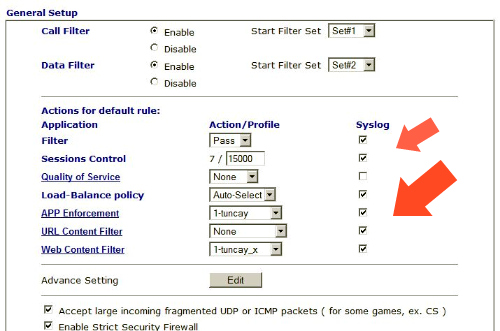 General Setup
Call Filter Enable Start Filter Set Set#1
Disable
Data Filter Enable Start Filter Set Set#2
Disable
Actions for default rule:
Application Action/Profile Syslog
Filter Pass
Sessions Control 7 / 15000
Quality of Service None
Load-Balance policy Auto-Select
APP Enforcement 1-tuncay
URL Content Filter None
Web Content Filter 1-tuncay_x
Advance Setting Edit
Accept large incoming fragmented UDP or ICMP packets ( for some games, ex. CS )
Enable Strict Security Firewall